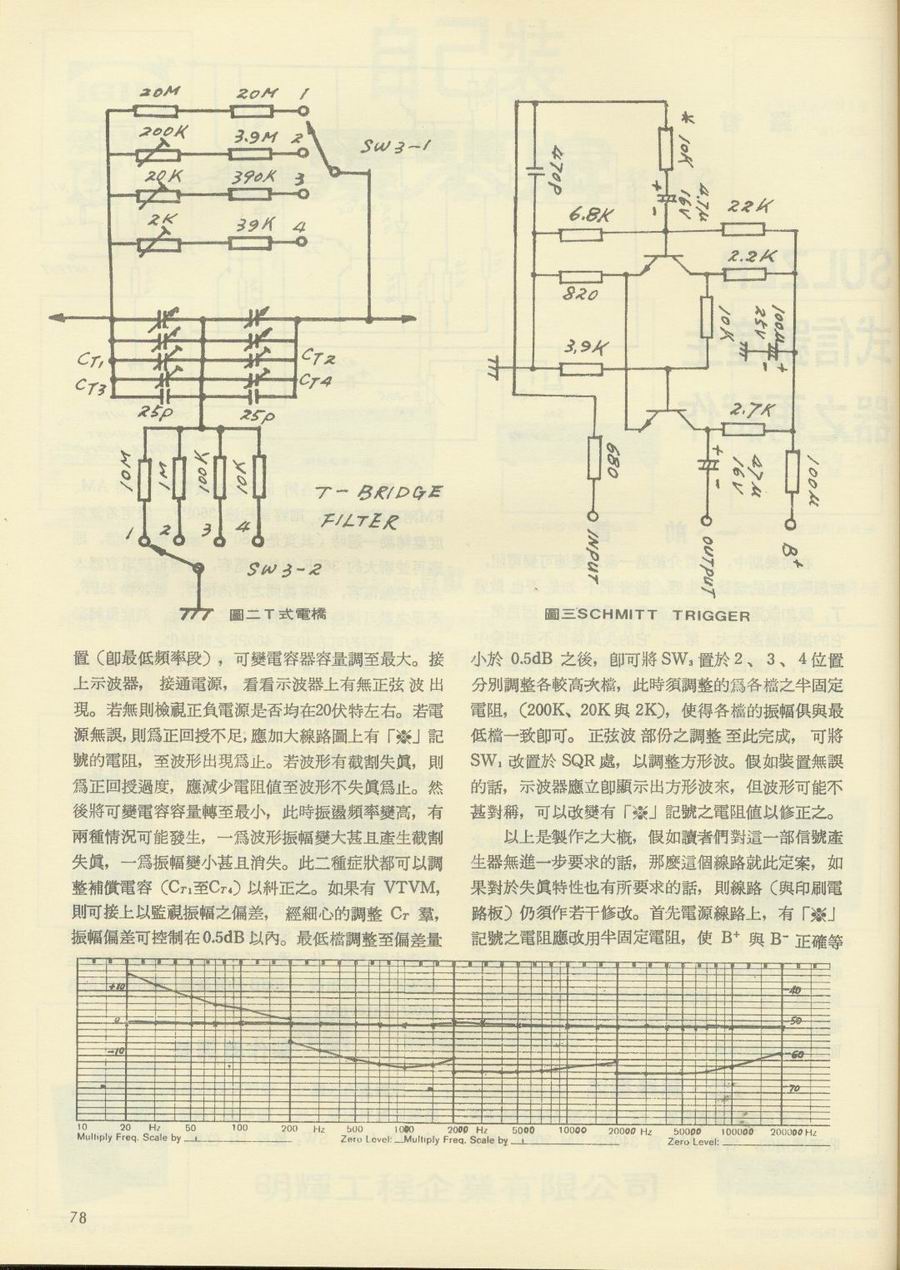 20M 20M 1
200K 3.9M 2
SW3-1
20K 390K 3
2K 39K 4
CT1 CT2
CT3 CT4
25P 25P
10M 1M 100K 10K
1 2 3 4
T-BRIDGE
FILTER
SW3-2
圖二T式電橋
470P
※ 10K
4.7μ
16V
+
-
6.8K
22K
820
2.2K
10K
100μ
25V
3.9K
2.7K
680
47μ
16V
100μ
INPUT
OUTPUT
B+
圖三SCHMITT TRIGGER
置（卽最低頻率段），可變電容器容量調至最大。接
上示波器，接通電源，看看示波器上有無正弦波出
現。若無則檢視正負電源是否均在20伏特左右。若電
源無誤，則爲正回授不足，應加大線路圖上有「※」記
號的電阻，至波形出現爲止。若波形有截割失眞，則
爲正回授過度，應減少電阻値至波形不失眞爲止。然
後將可變電容容量轉至最小，此時振盪頻率變高，有
兩種情況可能發生，一爲波形振幅變大甚且產生截割
失眞，一爲振幅變小甚且消失。此二種症狀都可以調
整補償電容（CT1至CT4）以糾正之。如果有 VTVM，
則可接上以監視振幅之偏差，經細心的調整 CT 羣，
振幅偏差可控制在0.5dB以內。最低檔調整至偏差量
小於 0.5dB 之後，卽可將 SW3 置於 2、3、4 位置
分別調整各較高次檔，此時須調整的爲各檔之半固定
電阻，(200K、20K 與 2K)，使得各檔的振幅俱與最
低檔一致卽可。正弦波部份之調整至此完成，可將
SW1 改置於 SQR 處，以調整方形波。假如裝置無誤
的話，示波器應立卽顯示出方形波來，但波形可能不
甚對稱，可以改變有「※」記號之電阻値以修正之。
以上是製作之大槪，假如讀者們對這一部信號產
生器無進一步要求的話，那麼這個線路就此定案，如
果對於失眞特性也有所要求的話，則線路（與印刷電
路板）仍須作若干修改。首先電源線路上，有「※」
記號之電阻應改用半固定電阻，使 B+ 與 B- 正確等
+10
0
-10
-40
-50
-60
-70
10 20 Hz 50 100 200 Hz 500 1000 2000 Hz 5000 10000 20000 Hz 50000 100000 200000 Hz
Multiply Freq. Scale by 1 Zero Level: Multiply Freq. Scale by 1 Zero Level:
78